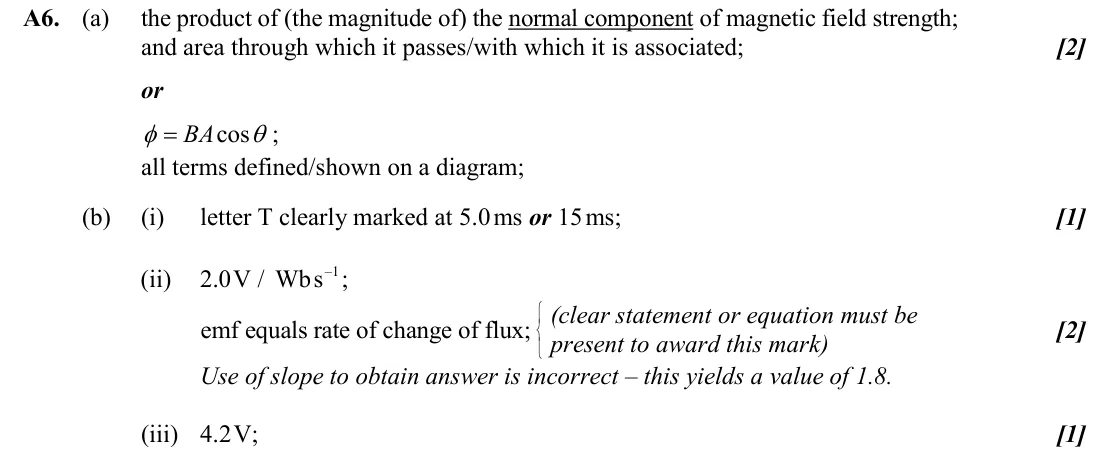 A6. (a) the product of (the magnitude of) the normal component of magnetic field strength;
and area through which it passes/with which it is associated; [2]
or
ϕ = BA cos θ ;
all terms defined/shown on a diagram;
(b) (i) letter T clearly marked at 5.0 ms or 15 ms; [1]
(ii) 2.0 V / Wb s⁻¹ ;
emf equals rate of change of flux; { (clear statement or equation must be
present to award this mark) [2]
Use of slope to obtain answer is incorrect – this yields a value of 1.8.
(iii) 4.2 V; [1]